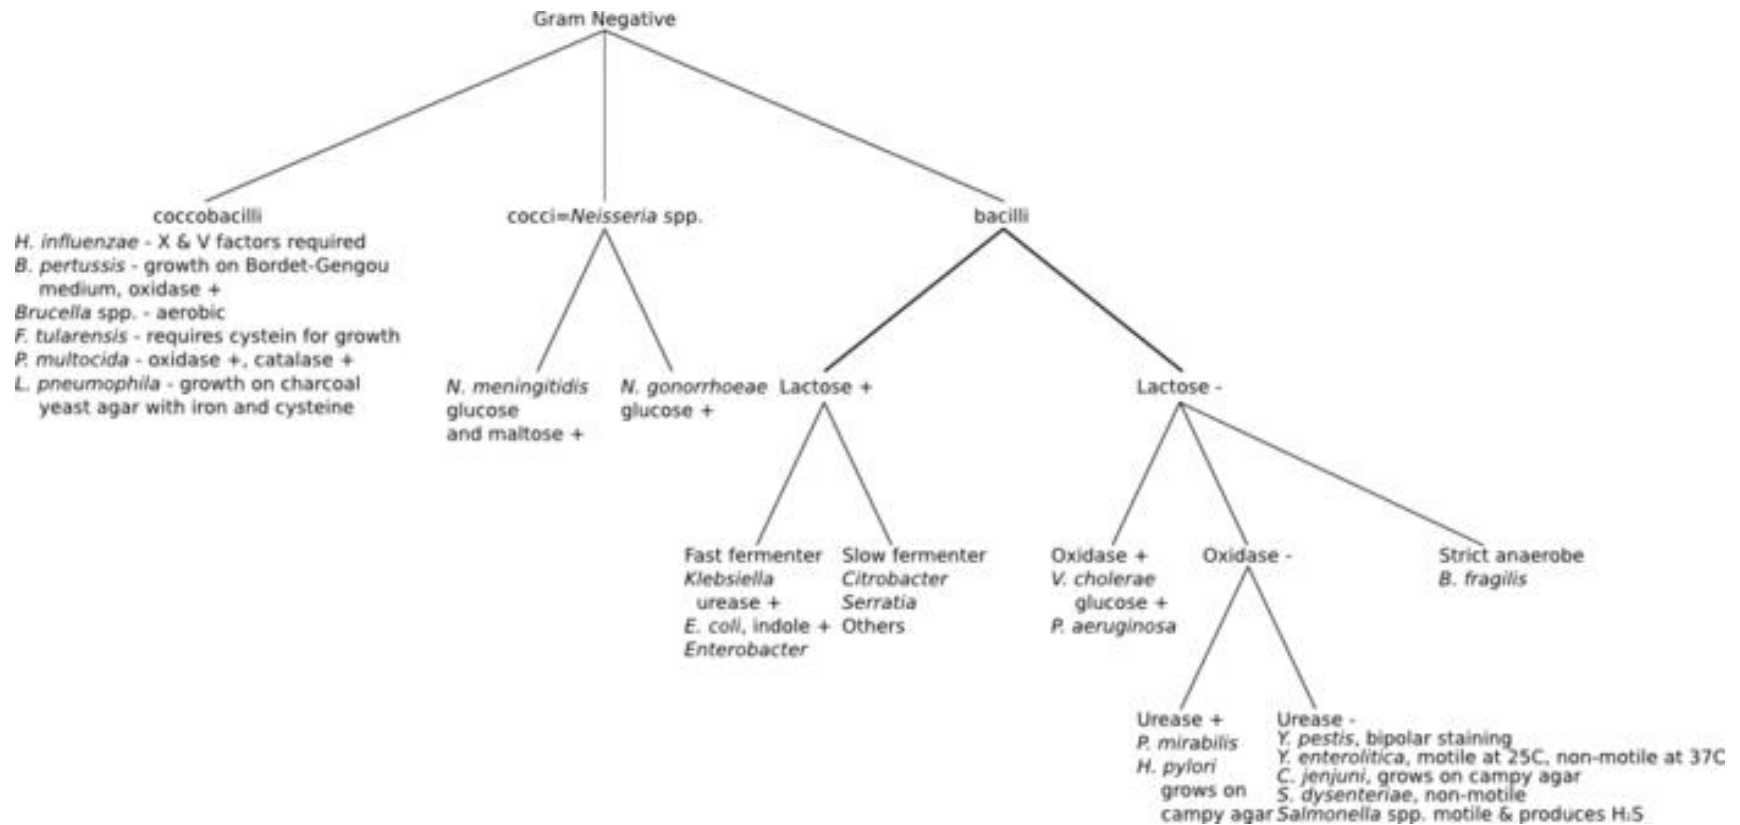 Gram Negative
coccobacilli
H. influenzae - X & V factors required
B. pertussis - growth on Bordet-Gengou
medium, oxidase +
Brucella spp. - aerobic
F. tularensis - requires cystein for growth
P. multocida - oxidase +, catalase +
L. pneumophila - growth on charcoal
yeast agar with iron and cysteine
cocci=Neisseria spp.
N. meningitidis
glucose
and maltose +
N. gonorrhoeae
glucose +
bacilli
Lactose +
Fast fermenter
Klebsiella
urease +
E. coli, indole +
Enterobacter
Slow fermenter
Citrobacter
Serratia
Others
Lactose -
Oxidase +
V. cholerae
glucose +
P. aeruginosa
Oxidase -
Urease +
P. mirabilis
H. pylori
grows on
campy agar
Urease -
Y. pestis, bipolar staining
Y. enterolitica, motile at 25C, non-motile at 37C
C. jenjuni, grows on campy agar
S. dysenteriae, non-motile
Salmonella spp. motile & produces H₂S
Strict anaerobe
B. fragilis